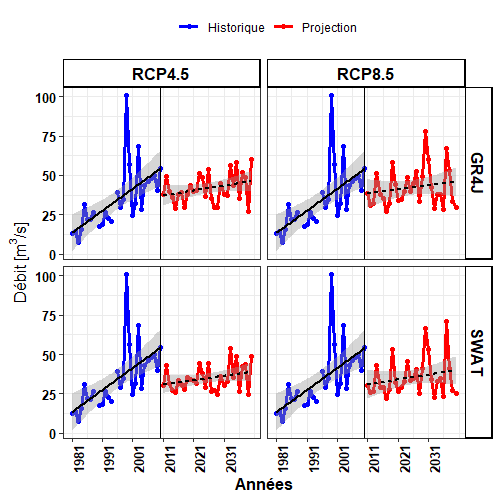 Historique Projection
RCP4.5 RCP8.5
100
75
50
25
0
GR4J
100
75
50
25
0
SWAT
Débit [m³/s]
1981 1991 2001 2011 2021 2031 1981 1991 2001 2011 2021 2031
Années